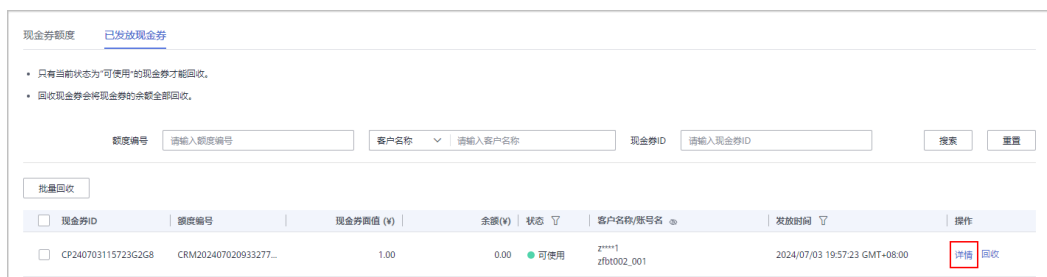 现金券额度 已发放现金券
• 只有当前状态为"可使用"的现金券才能回收。
• 回收现金券会将现金券的余额全部回收。
额度编号 请输入额度编号 客户名称 请输入客户名称 现金券ID 请输入现金券ID 搜索 重置
批量回收
现金券ID 额度编号 现金券面值 (¥) 余额(¥) 状态 客户名称/账号名 发放时间 操作
CP240703115723G2G8 CRM202407020933277... 1.00 0.00 可使用 z****1 2024/07/03 19:57:23 GMT+08:00 详情 回收
zfbt002_001